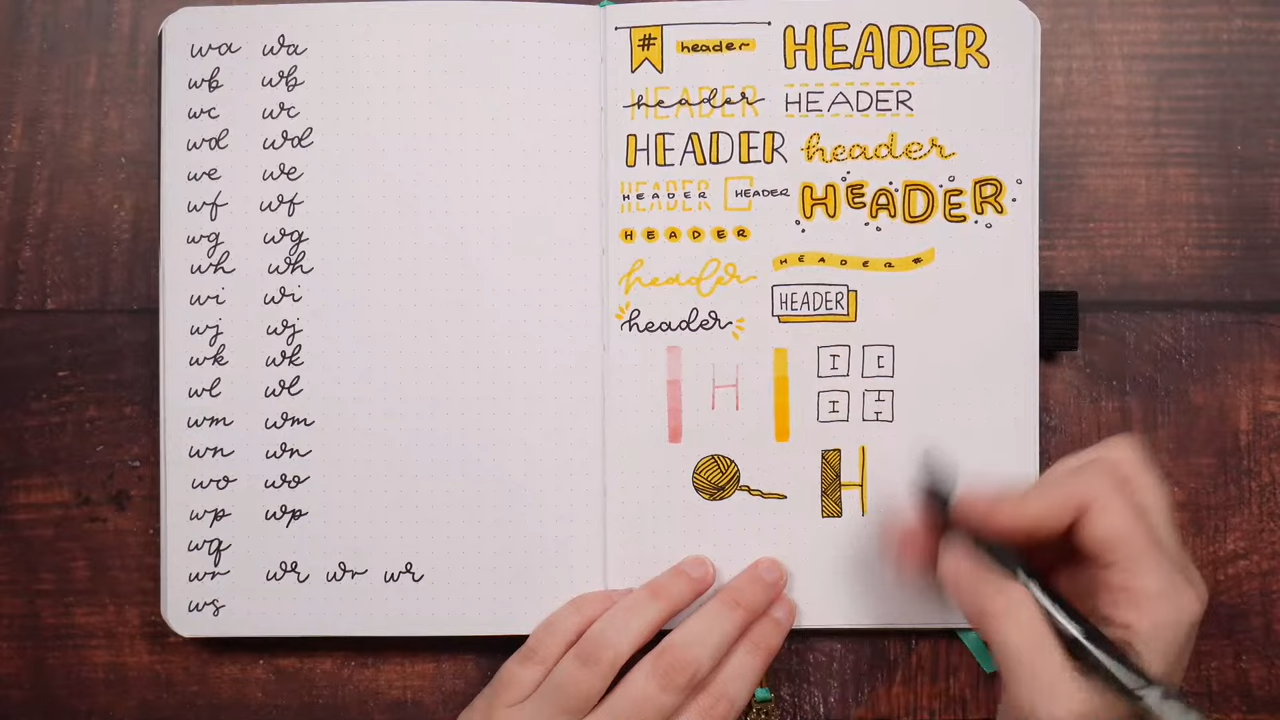 wa wa
wb wb
wc wc
wd wd
we we
wf wf
wg wg
wh wh
wi wi
wj wj
wk wk
wl wl
wm wm
wn wn
wo wo
wp wp
wq
wr wr wr wr
ws
# header HEADER
HEADER header HEADER
HEADER header
HEADER HEADER HEADER HEADER
HEADER
HEADER #
header
HEADER
header
H
I C
I I
H